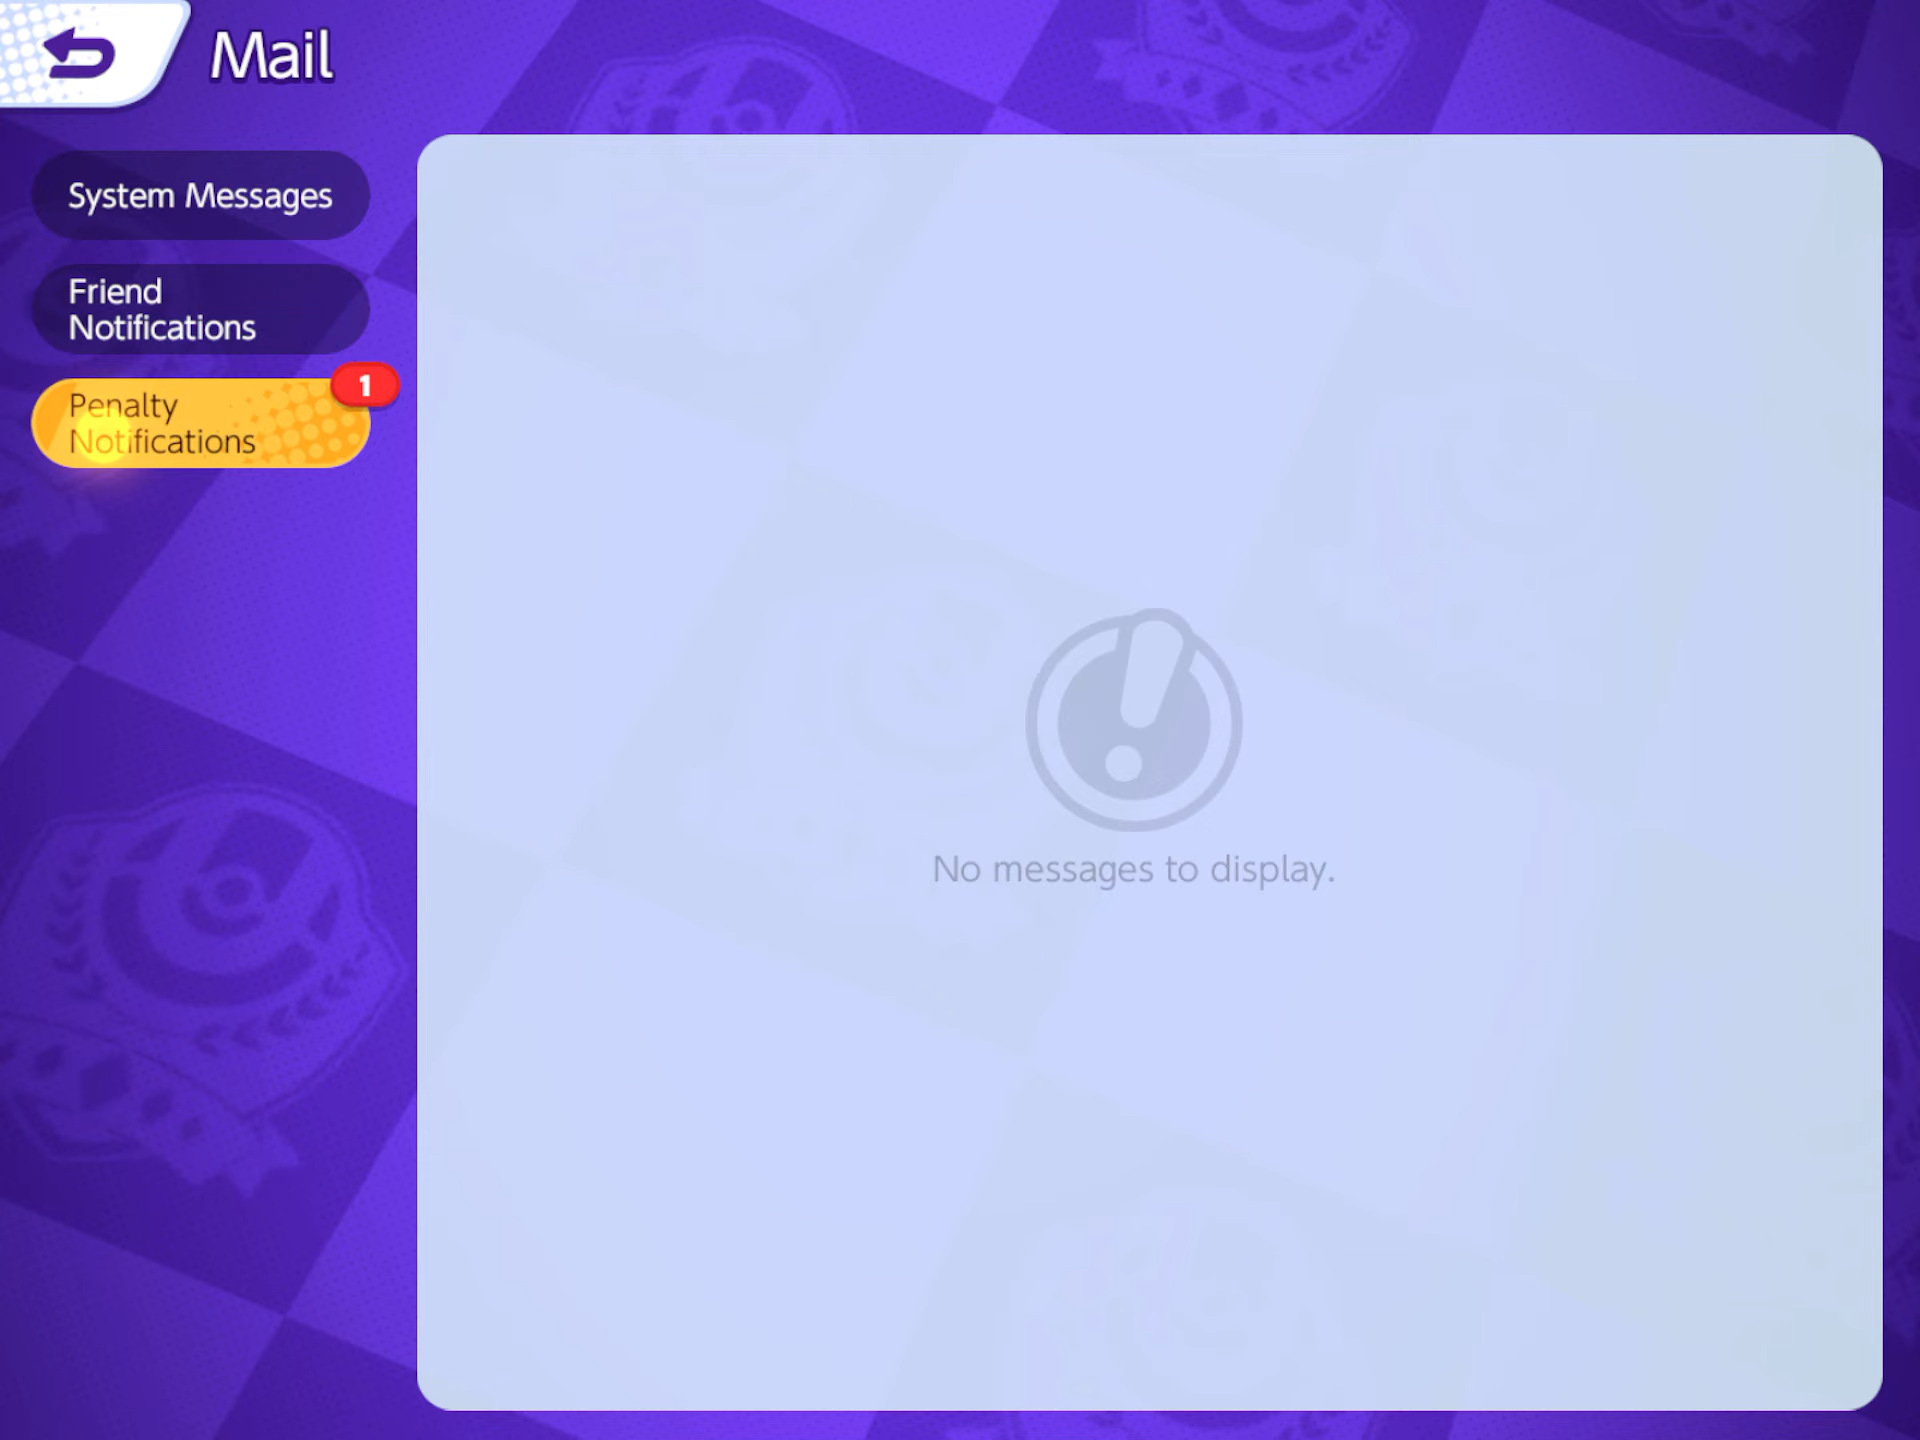 Mail
System Messages
Friend
Notifications
1
Penalty
Notifications
No messages to display.